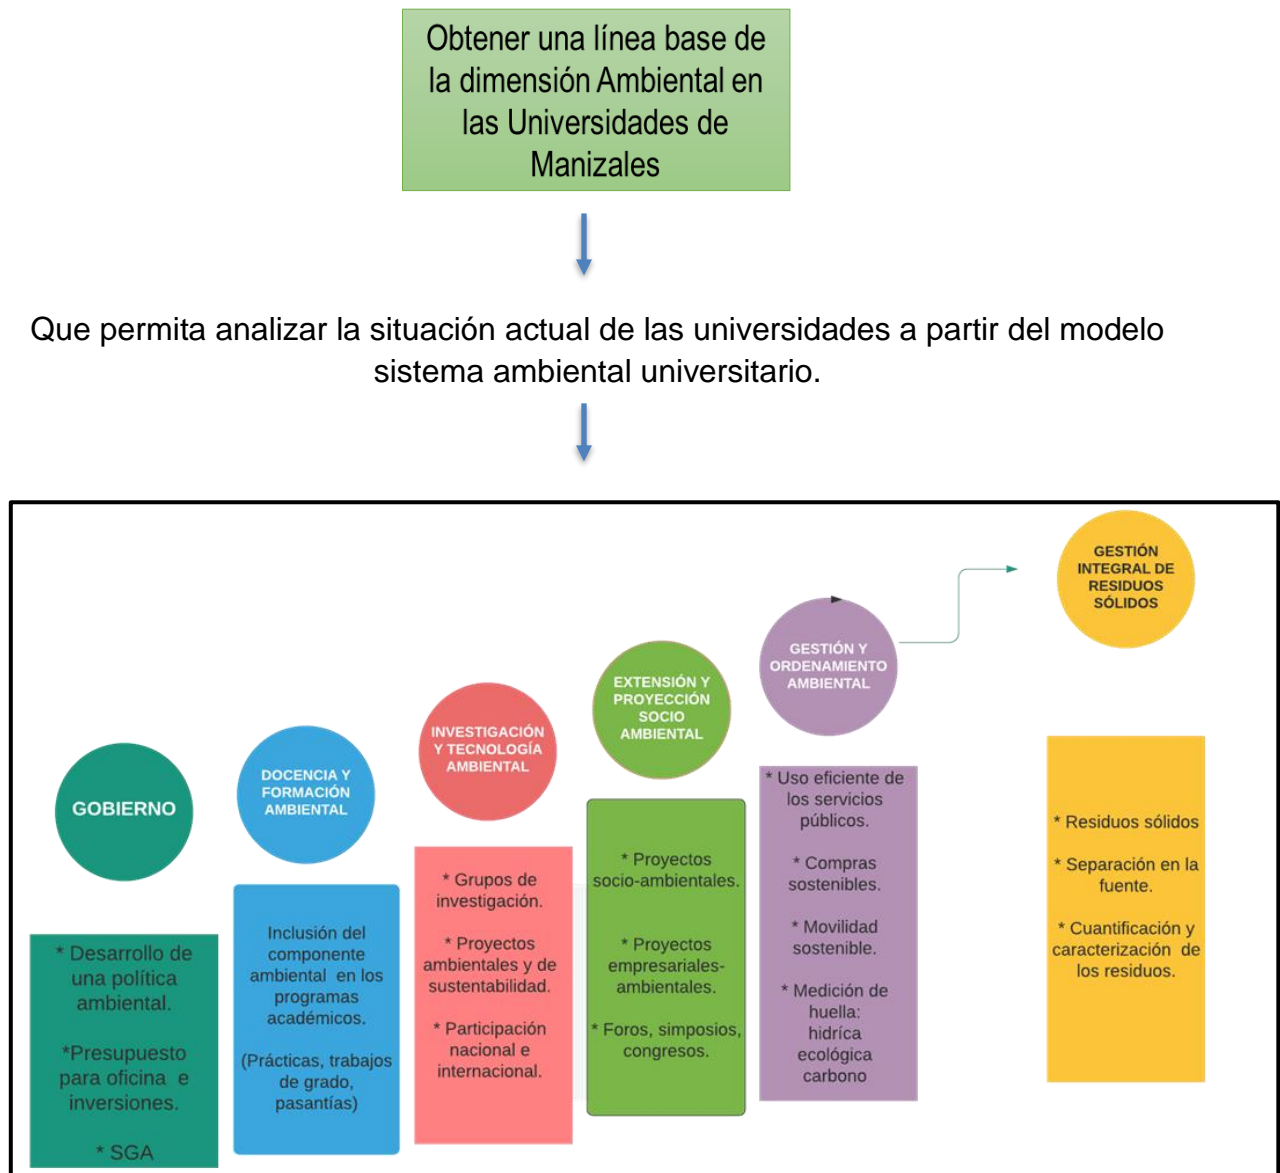 Obtener una línea base de
la dimensión Ambiental en
las Universidades de
Manizales
Que permita analizar la situación actual de las universidades a partir del modelo
sistema ambiental universitario.
GOBIERNO
* Desarrollo de
una política
ambiental.
*Presupuesto
para oficina e
inversiones.
* SGA
DOCENCIA Y
FORMACIÓN
AMBIENTAL
Inclusión del
componente
ambiental en los
programas
académicos.
(Prácticas, trabajos
de grado,
pasantías)
INVESTIGACIÓN
Y TECNOLOGÍA
AMBIENTAL
* Grupos de
investigación.
* Proyectos
ambientales y de
sustentabilidad.
* Participación
nacional e
internacional.
EXTENSIÓN Y
PROYECCIÓN
SOCIO
AMBIENTAL
* Proyectos
socio-ambientales.
* Proyectos
empresariales-
ambientales.
* Foros, simposios,
congresos.
GESTIÓN Y
ORDENAMIENTO
AMBIENTAL
* Uso eficiente de
los servicios
públicos.
* Compras
sostenibles.
* Movilidad
sostenible.
* Medición de
huella:
hidríca
ecológica
carbono
GESTIÓN
INTEGRAL DE
RESIDUOS
SÓLIDOS
* Residuos sólidos
* Separación en la
fuente.
* Cuantificación y
caracterización de
los residuos.